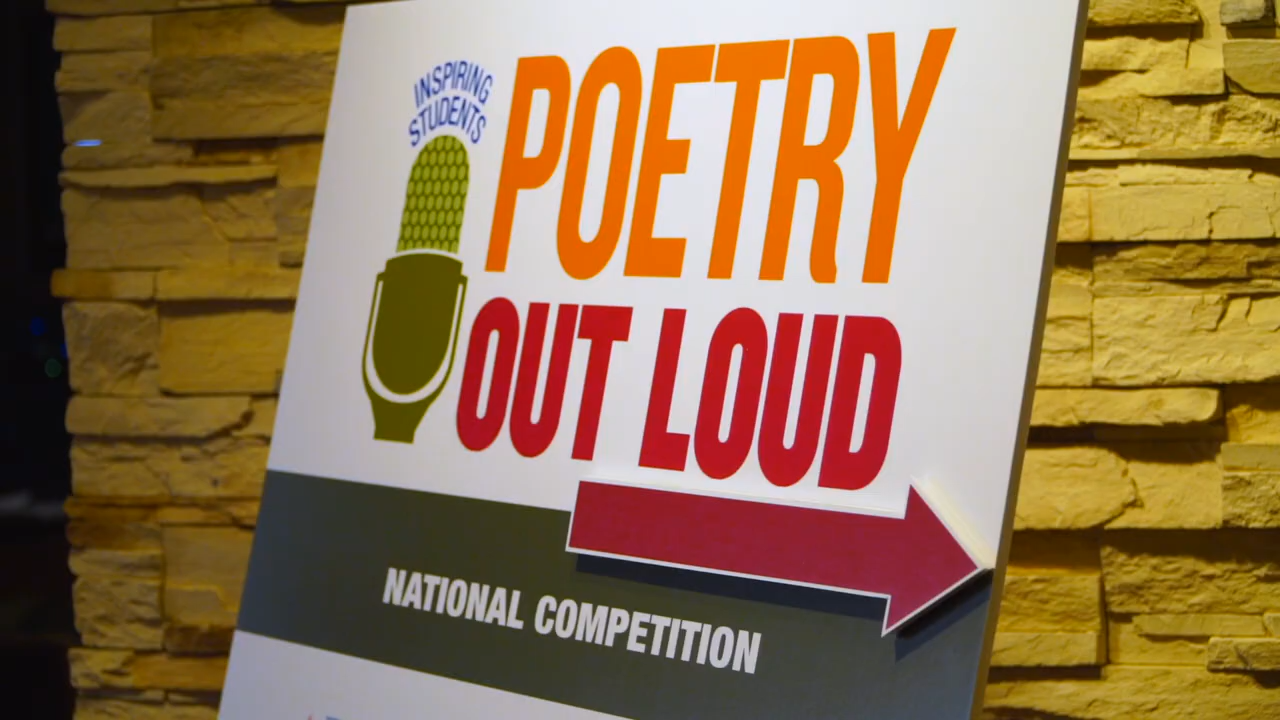 INSPIRING
STUDENTS
POETRY
OUT LOUD
NATIONAL COMPETITION